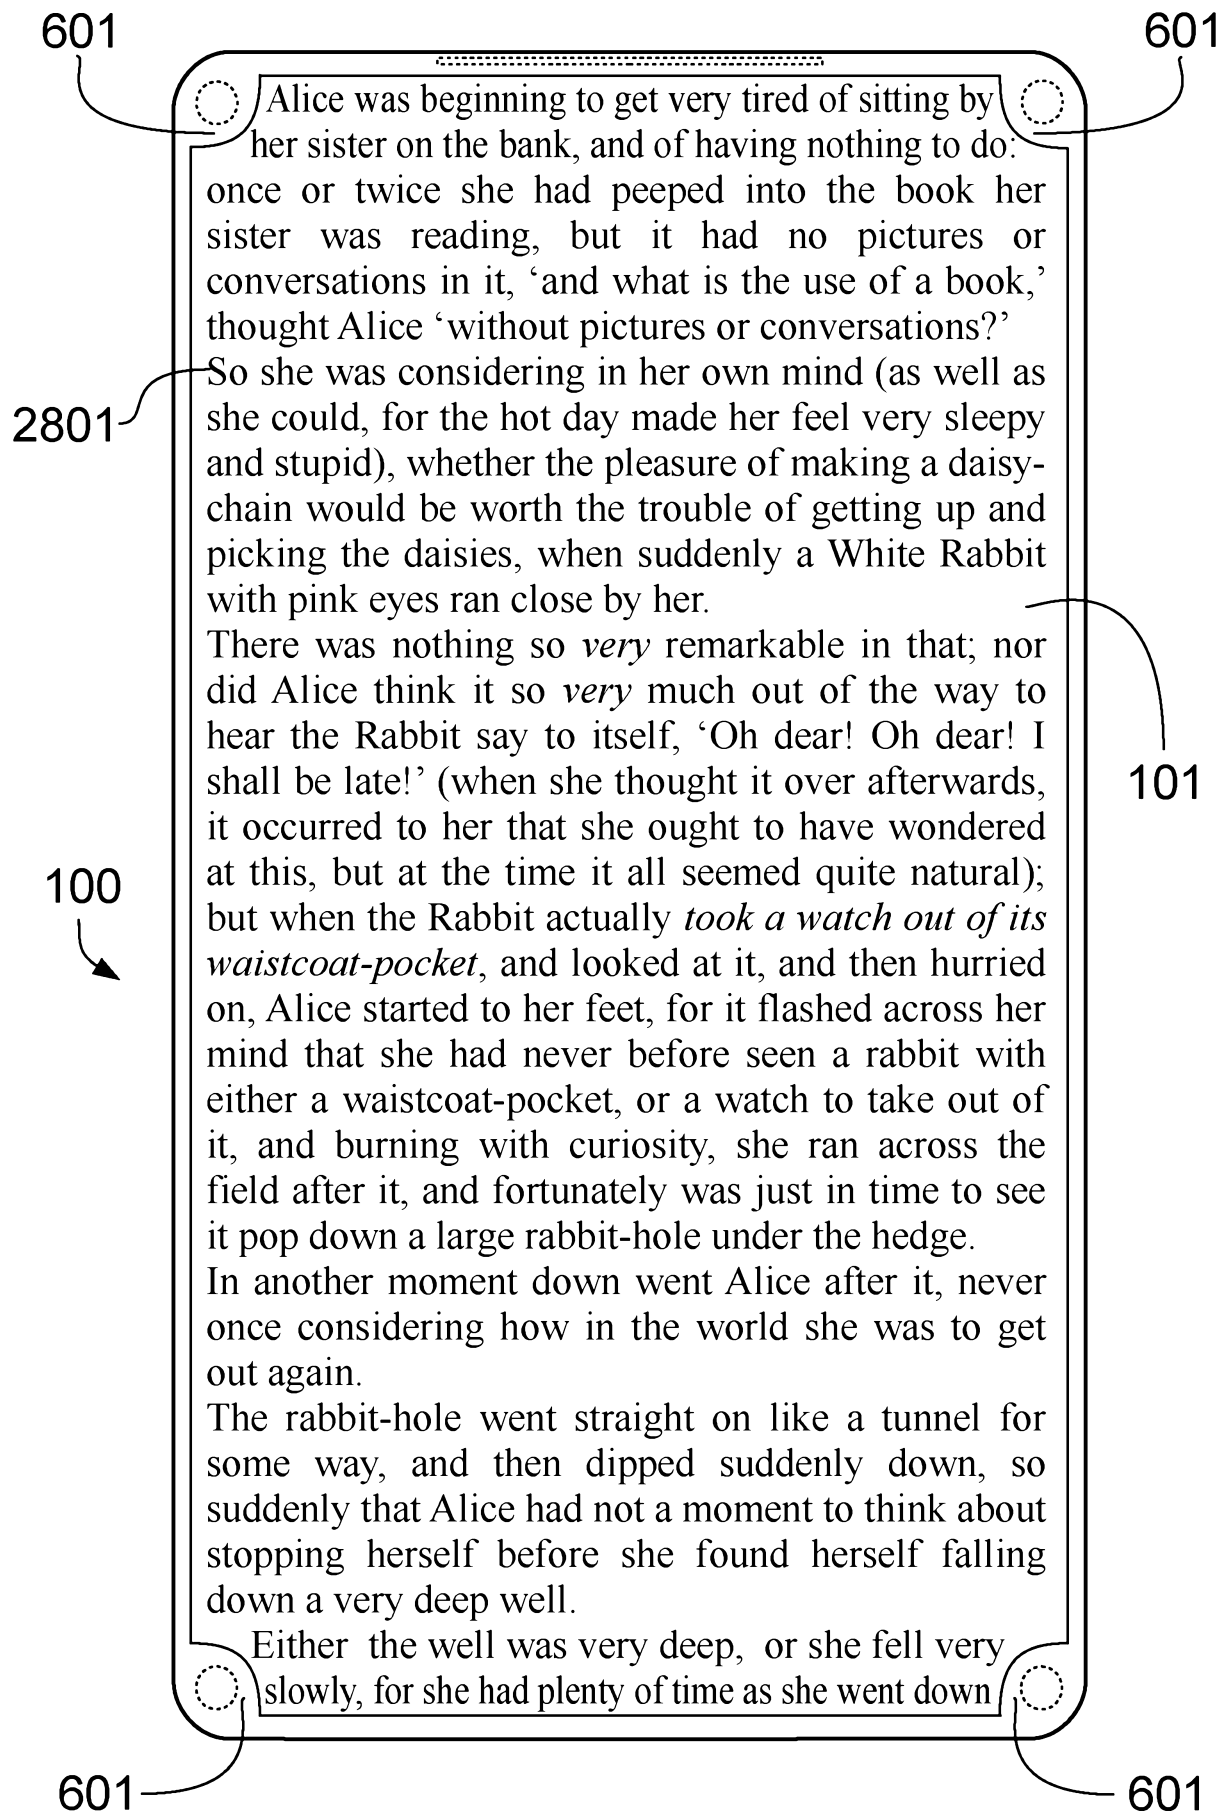 601
601
Alice was beginning to get very tired of sitting by
her sister on the bank, and of having nothing to do:
once or twice she had peeped into the book her
sister was reading, but it had no pictures or
conversations in it, ‘and what is the use of a book,’
thought Alice ‘without pictures or conversations?’
So she was considering in her own mind (as well as
2801
she could, for the hot day made her feel very sleepy
and stupid), whether the pleasure of making a daisy-
chain would be worth the trouble of getting up and
picking the daisies, when suddenly a White Rabbit
with pink eyes ran close by her.
There was nothing so very remarkable in that; nor
did Alice think it so very much out of the way to
hear the Rabbit say to itself, ‘Oh dear! Oh dear! I
shall be late!’ (when she thought it over afterwards,
101
it occurred to her that she ought to have wondered
at this, but at the time it all seemed quite natural);
100
but when the Rabbit actually took a watch out of its
waistcoat-pocket, and looked at it, and then hurried
on, Alice started to her feet, for it flashed across her
mind that she had never before seen a rabbit with
either a waistcoat-pocket, or a watch to take out of
it, and burning with curiosity, she ran across the
field after it, and fortunately was just in time to see
it pop down a large rabbit-hole under the hedge.
In another moment down went Alice after it, never
once considering how in the world she was to get
out again.
The rabbit-hole went straight on like a tunnel for
some way, and then dipped suddenly down, so
suddenly that Alice had not a moment to think about
stopping herself before she found herself falling
down a very deep well.
Either the well was very deep, or she fell very
slowly, for she had plenty of time as she went down
601
601